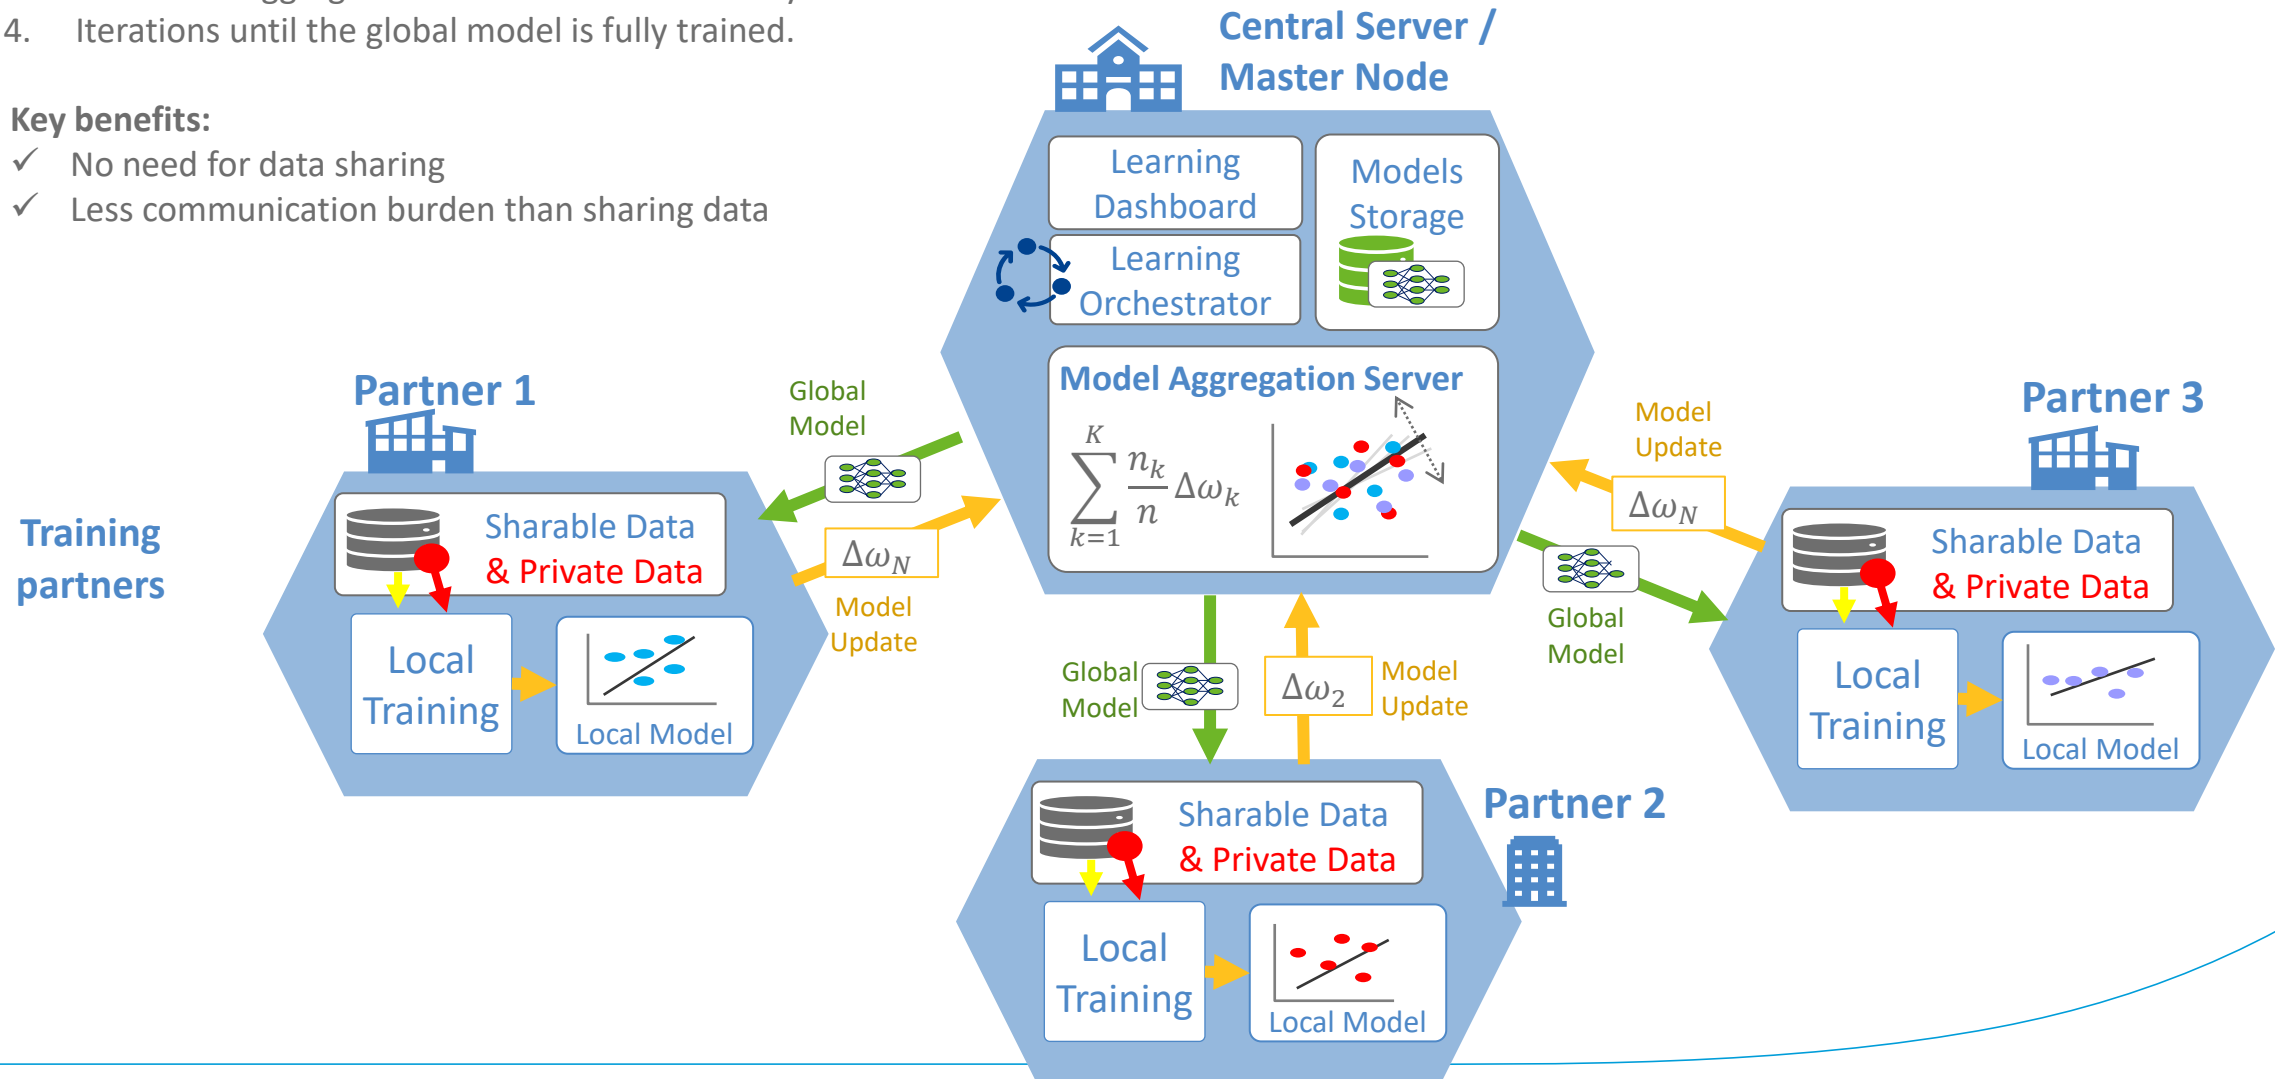 4. Iterations until the global model is fully trained.
Key benefits:
✓ No need for data sharing
✓ Less communication burden than sharing data
Central Server /
Master Node
Learning
Dashboard
Models
Storage
Learning
Orchestrator
Model Aggregation Server
K
∑ n_k/n Δω_k
k=1
Partner 1
Global
Model
Sharable Data
& Private Data
Training
partners
Δω_N
Model
Update
Local
Training
Local Model
Model
Update
Partner 3
Δω_N
Global
Model
Sharable Data
& Private Data
Local
Training
Local Model
Global
Model
Δω_2
Model
Update
Partner 2
Sharable Data
& Private Data
Local
Training
Local Model